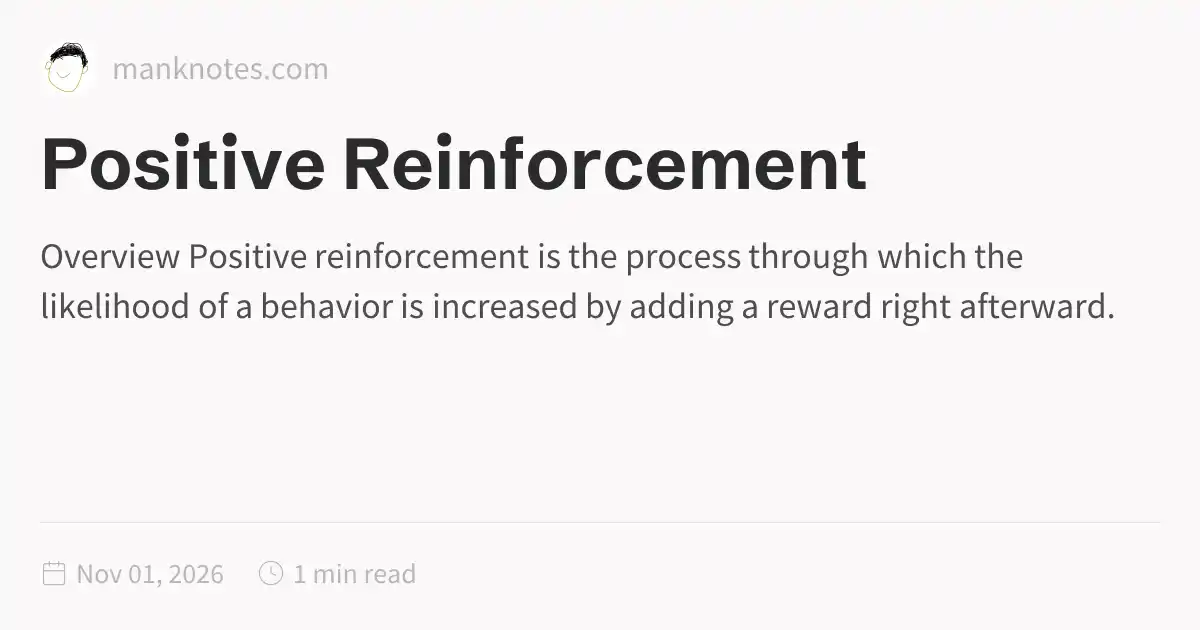 manknotes.com
Positive Reinforcement
Overview Positive reinforcement is the process through which the
likelihood of a behavior is increased by adding a reward right afterward.
Nov 01, 2026 1 min read